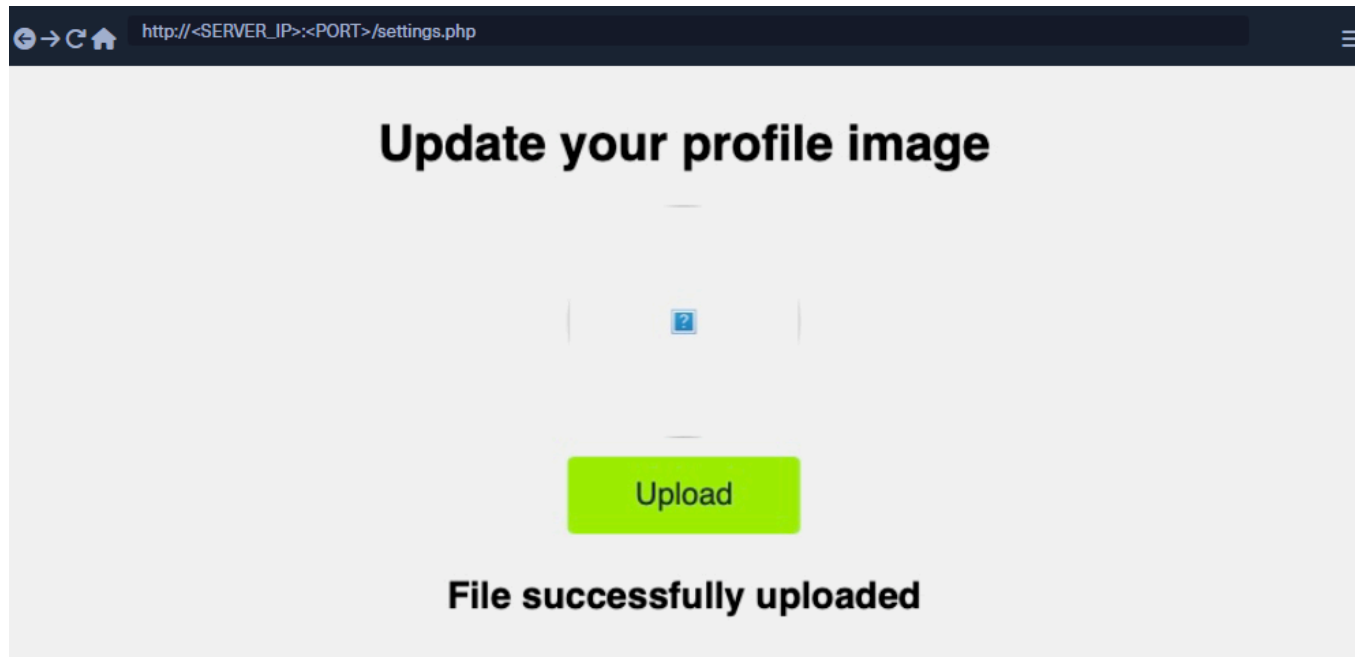 http://<SERVER_IP>:<PORT>/settings.php
Update your profile image
?
Upload
File successfully uploaded